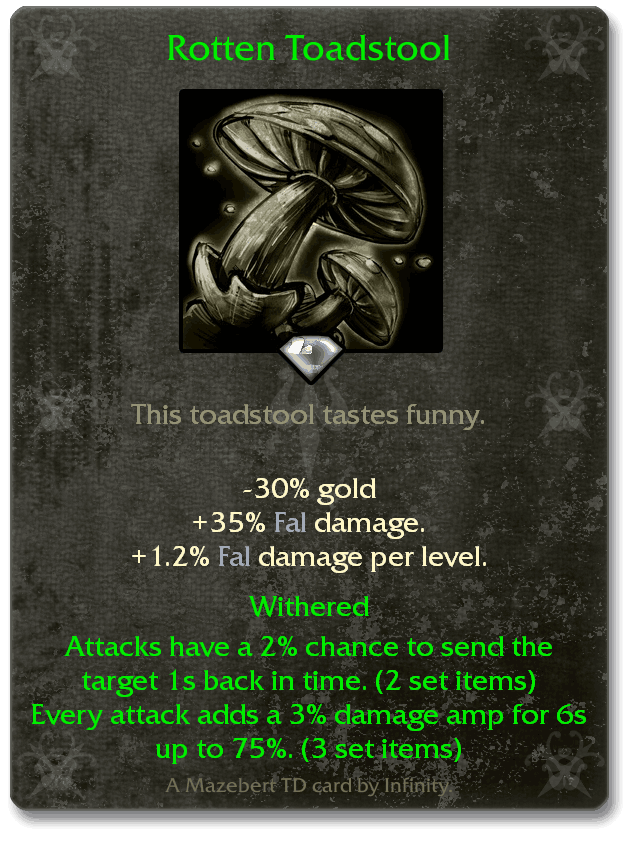 Rotten Toadstool
This toadstool tastes funny.
-30% gold
+35% Fal damage.
+1.2% Fal damage per level.
Withered
Attacks have a 2% chance to send the
target 1s back in time. (2 set items)
Every attack adds a 3% damage amp for 6s
up to 75%. (3 set items)
A Mazebert TD card by Infinity.